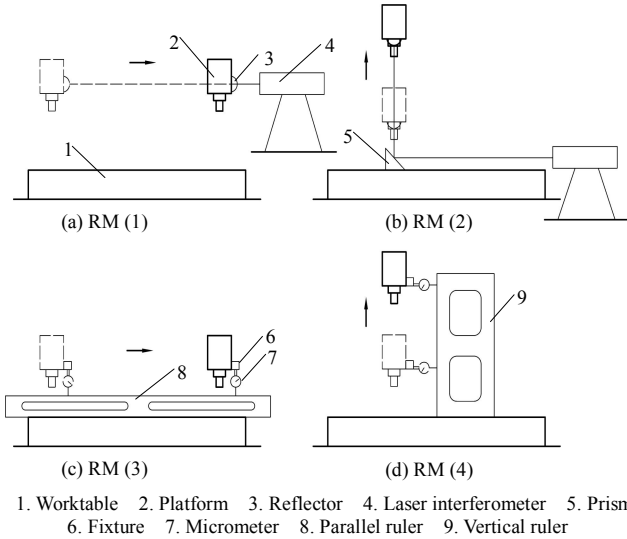 2
3
4
1
(a) RM (1)
5
(b) RM (2)
6
7
8
(c) RM (3)
9
(d) RM (4)
1. Worktable 2. Platform 3. Reflector 4. Laser interferometer 5. Prism
6. Fixture 7. Micrometer 8. Parallel ruler 9. Vertical ruler